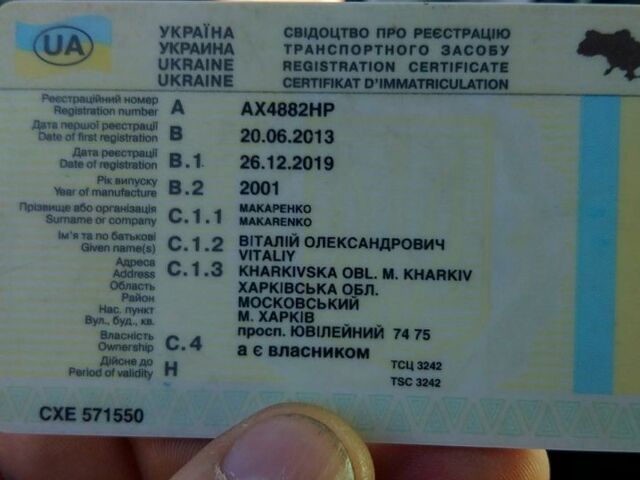 UA
УКРАЇНА
УКРАИНА
UKRAINE
UKRAINE
СВІДОЦТВО ПРО РЕЄСТРАЦІЮ
ТРАНСПОРТНОГО ЗАСОБУ
REGISTRATION CERTIFICATE
CERTIFIKAT D'IMMATRICULATION
Реєстраційний номер
Registration number A AX4882HP
Дата першої реєстрації
Date of first registration B 20.06.2013
Дата реєстрації
Date of registration B.1 26.12.2019
Рік випуску
Year of manufacture B.2 2001
Прізвище або організація
Surname or company C.1.1 МАКАРЕНКО
MAKARENKO
Ім'я та по батькові
Given name(s) C.1.2 ВІТАЛІЙ ОЛЕКСАНДРОВИЧ
VITALIY
Адреса
Address C.1.3 KHARKIVSKA OBL. M. KHARKIV
Область ХАРКІВСЬКА ОБЛ.
Район МОСКОВСЬКИЙ
Нас. пункт М. ХАРКІВ
Вул., буд., кв. просп. ЮВІЛЕЙНИЙ 74 75
Власність
Ownership C.4 а є власником
Дійсне до
Period of validity H
ТСЦ 3242
TSC 3242
СХЕ 571550